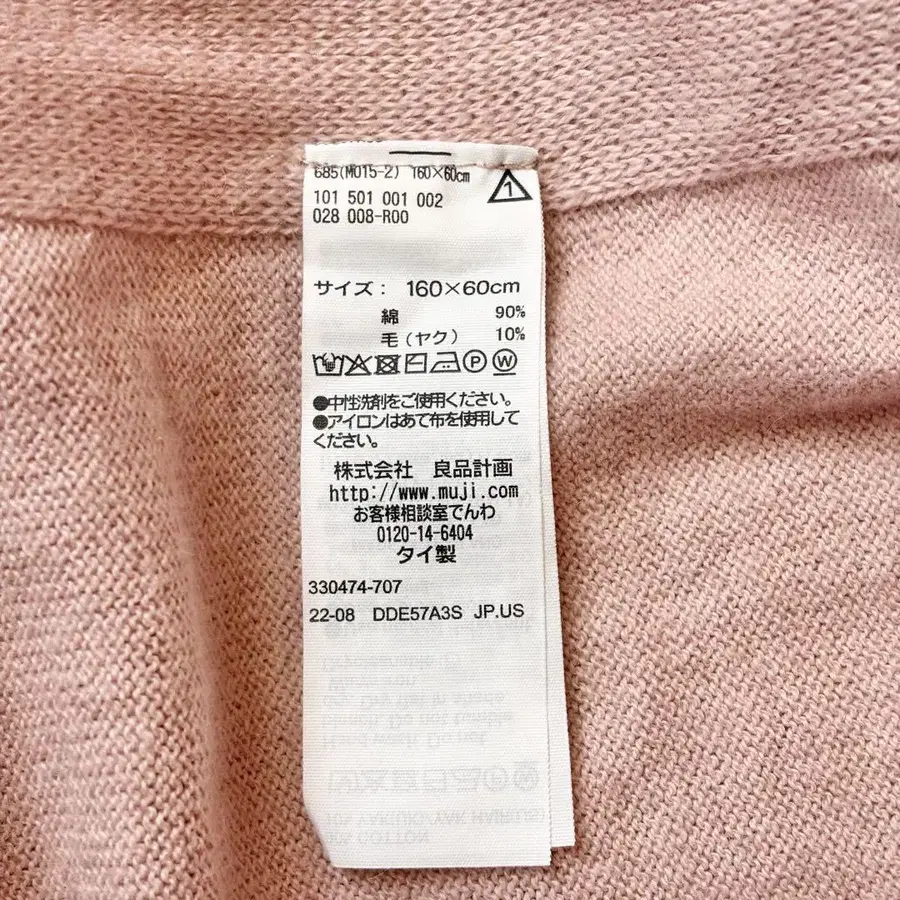 685(M015-2) 160×60cm
1
101 501 001 002
028 008-R00
サイズ： 160×60cm
綿 90%
毛（ヤク） 10%
P W
●中性洗剤をご使用ください。
●アイロンはあて布を使用して
ください。
株式会社 良品計画
http://www.muji.com
お客様相談室でんわ
0120-14-6404
タイ製
330474-707
22-08 DDE57A3S JP.US